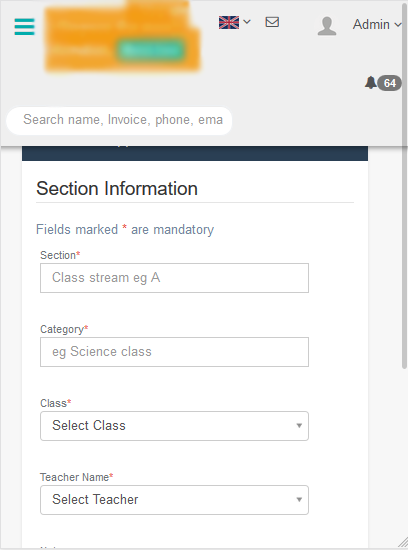 Admin
64
Search name, Invoice, phone, ema
Section Information
Fields marked * are mandatory
Section*
Class stream eg A
Category*
eg Science class
Class*
Select Class
Teacher Name*
Select Teacher